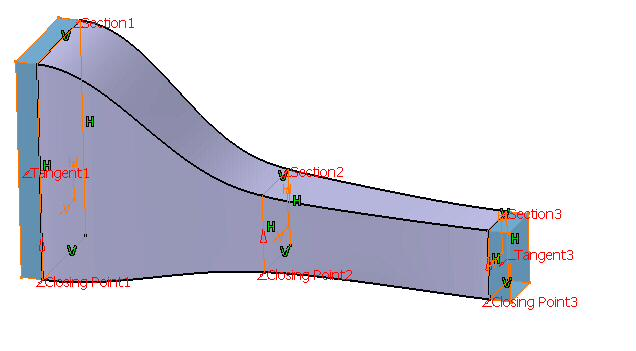 Section1
V
H
H
Tangent1
Section2
V
H
H
V
V
Closing Point1
Closing Point2
Section3
H
Tangent3
H
V
Closing Point3